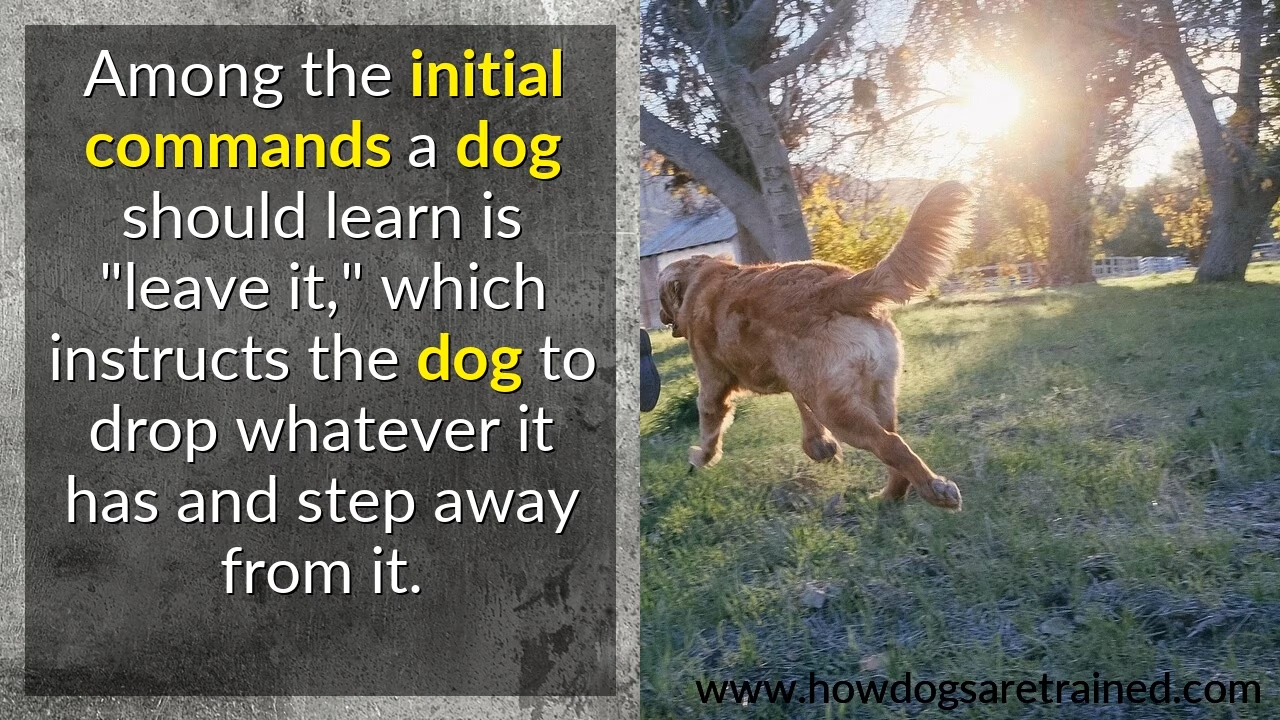 Among the initial
commands a dog
should learn is
"leave it," which
instructs the dog to
drop whatever it
has and step away
from it.
www.howdogsaretrained.com